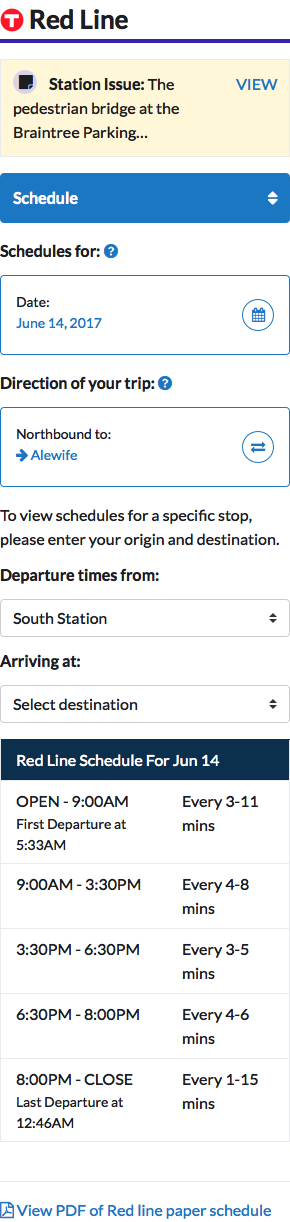 T Red Line
Station Issue: The VIEW
pedestrian bridge at the
Braintree Parking...
Schedule
Schedules for: ?
Date:
June 14, 2017
Direction of your trip: ?
Northbound to:
Alewife
To view schedules for a specific stop,
please enter your origin and destination.
Departure times from:
South Station
Arriving at:
Select destination
Red Line Schedule For Jun 14
OPEN - 9:00AM Every 3-11
First Departure at mins
5:33AM
9:00AM - 3:30PM Every 4-8
mins
3:30PM - 6:30PM Every 3-5
mins
6:30PM - 8:00PM Every 4-6
mins
8:00PM - CLOSE Every 1-15
Last Departure at mins
12:46AM
View PDF of Red line paper schedule